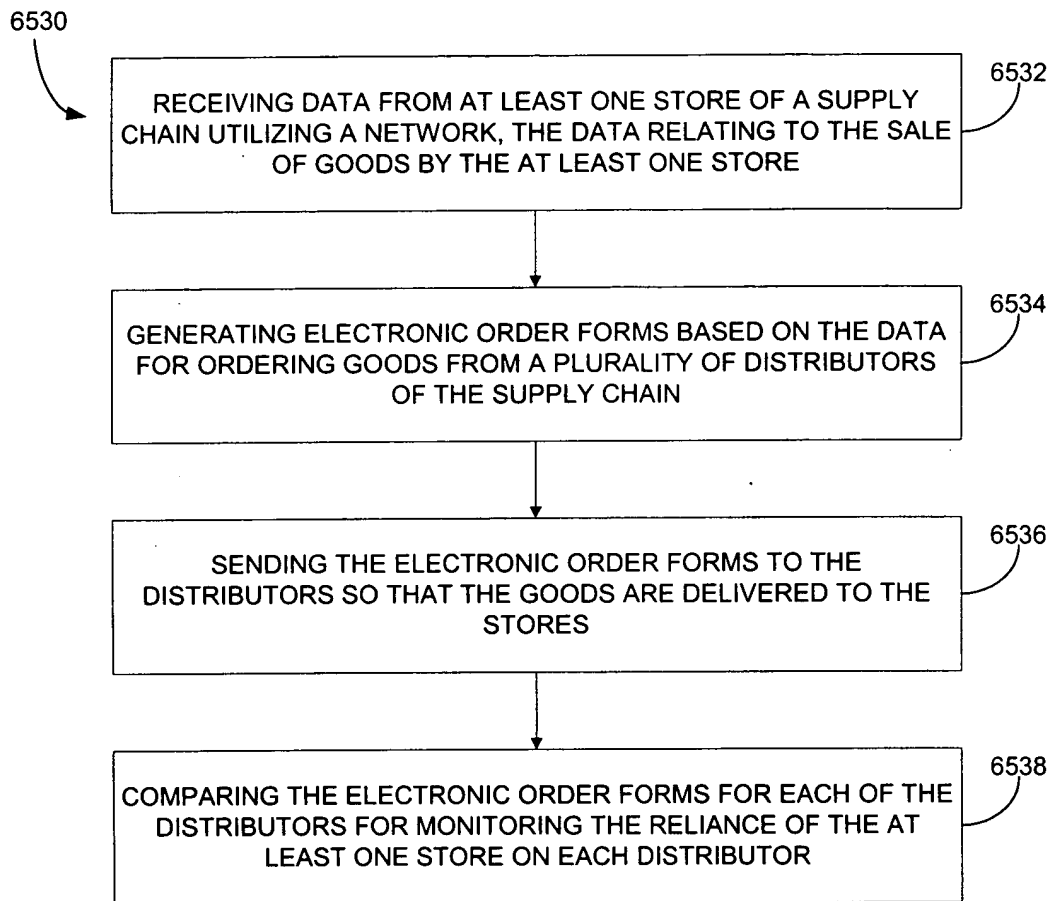 6530
6532
RECEIVING DATA FROM AT LEAST ONE STORE OF A SUPPLY
CHAIN UTILIZING A NETWORK, THE DATA RELATING TO THE SALE
OF GOODS BY THE AT LEAST ONE STORE
6534
GENERATING ELECTRONIC ORDER FORMS BASED ON THE DATA
FOR ORDERING GOODS FROM A PLURALITY OF DISTRIBUTORS
OF THE SUPPLY CHAIN
6536
SENDING THE ELECTRONIC ORDER FORMS TO THE
DISTRIBUTORS SO THAT THE GOODS ARE DELIVERED TO THE
STORES
6538
COMPARING THE ELECTRONIC ORDER FORMS FOR EACH OF THE
DISTRIBUTORS FOR MONITORING THE RELIANCE OF THE AT
LEAST ONE STORE ON EACH DISTRIBUTOR